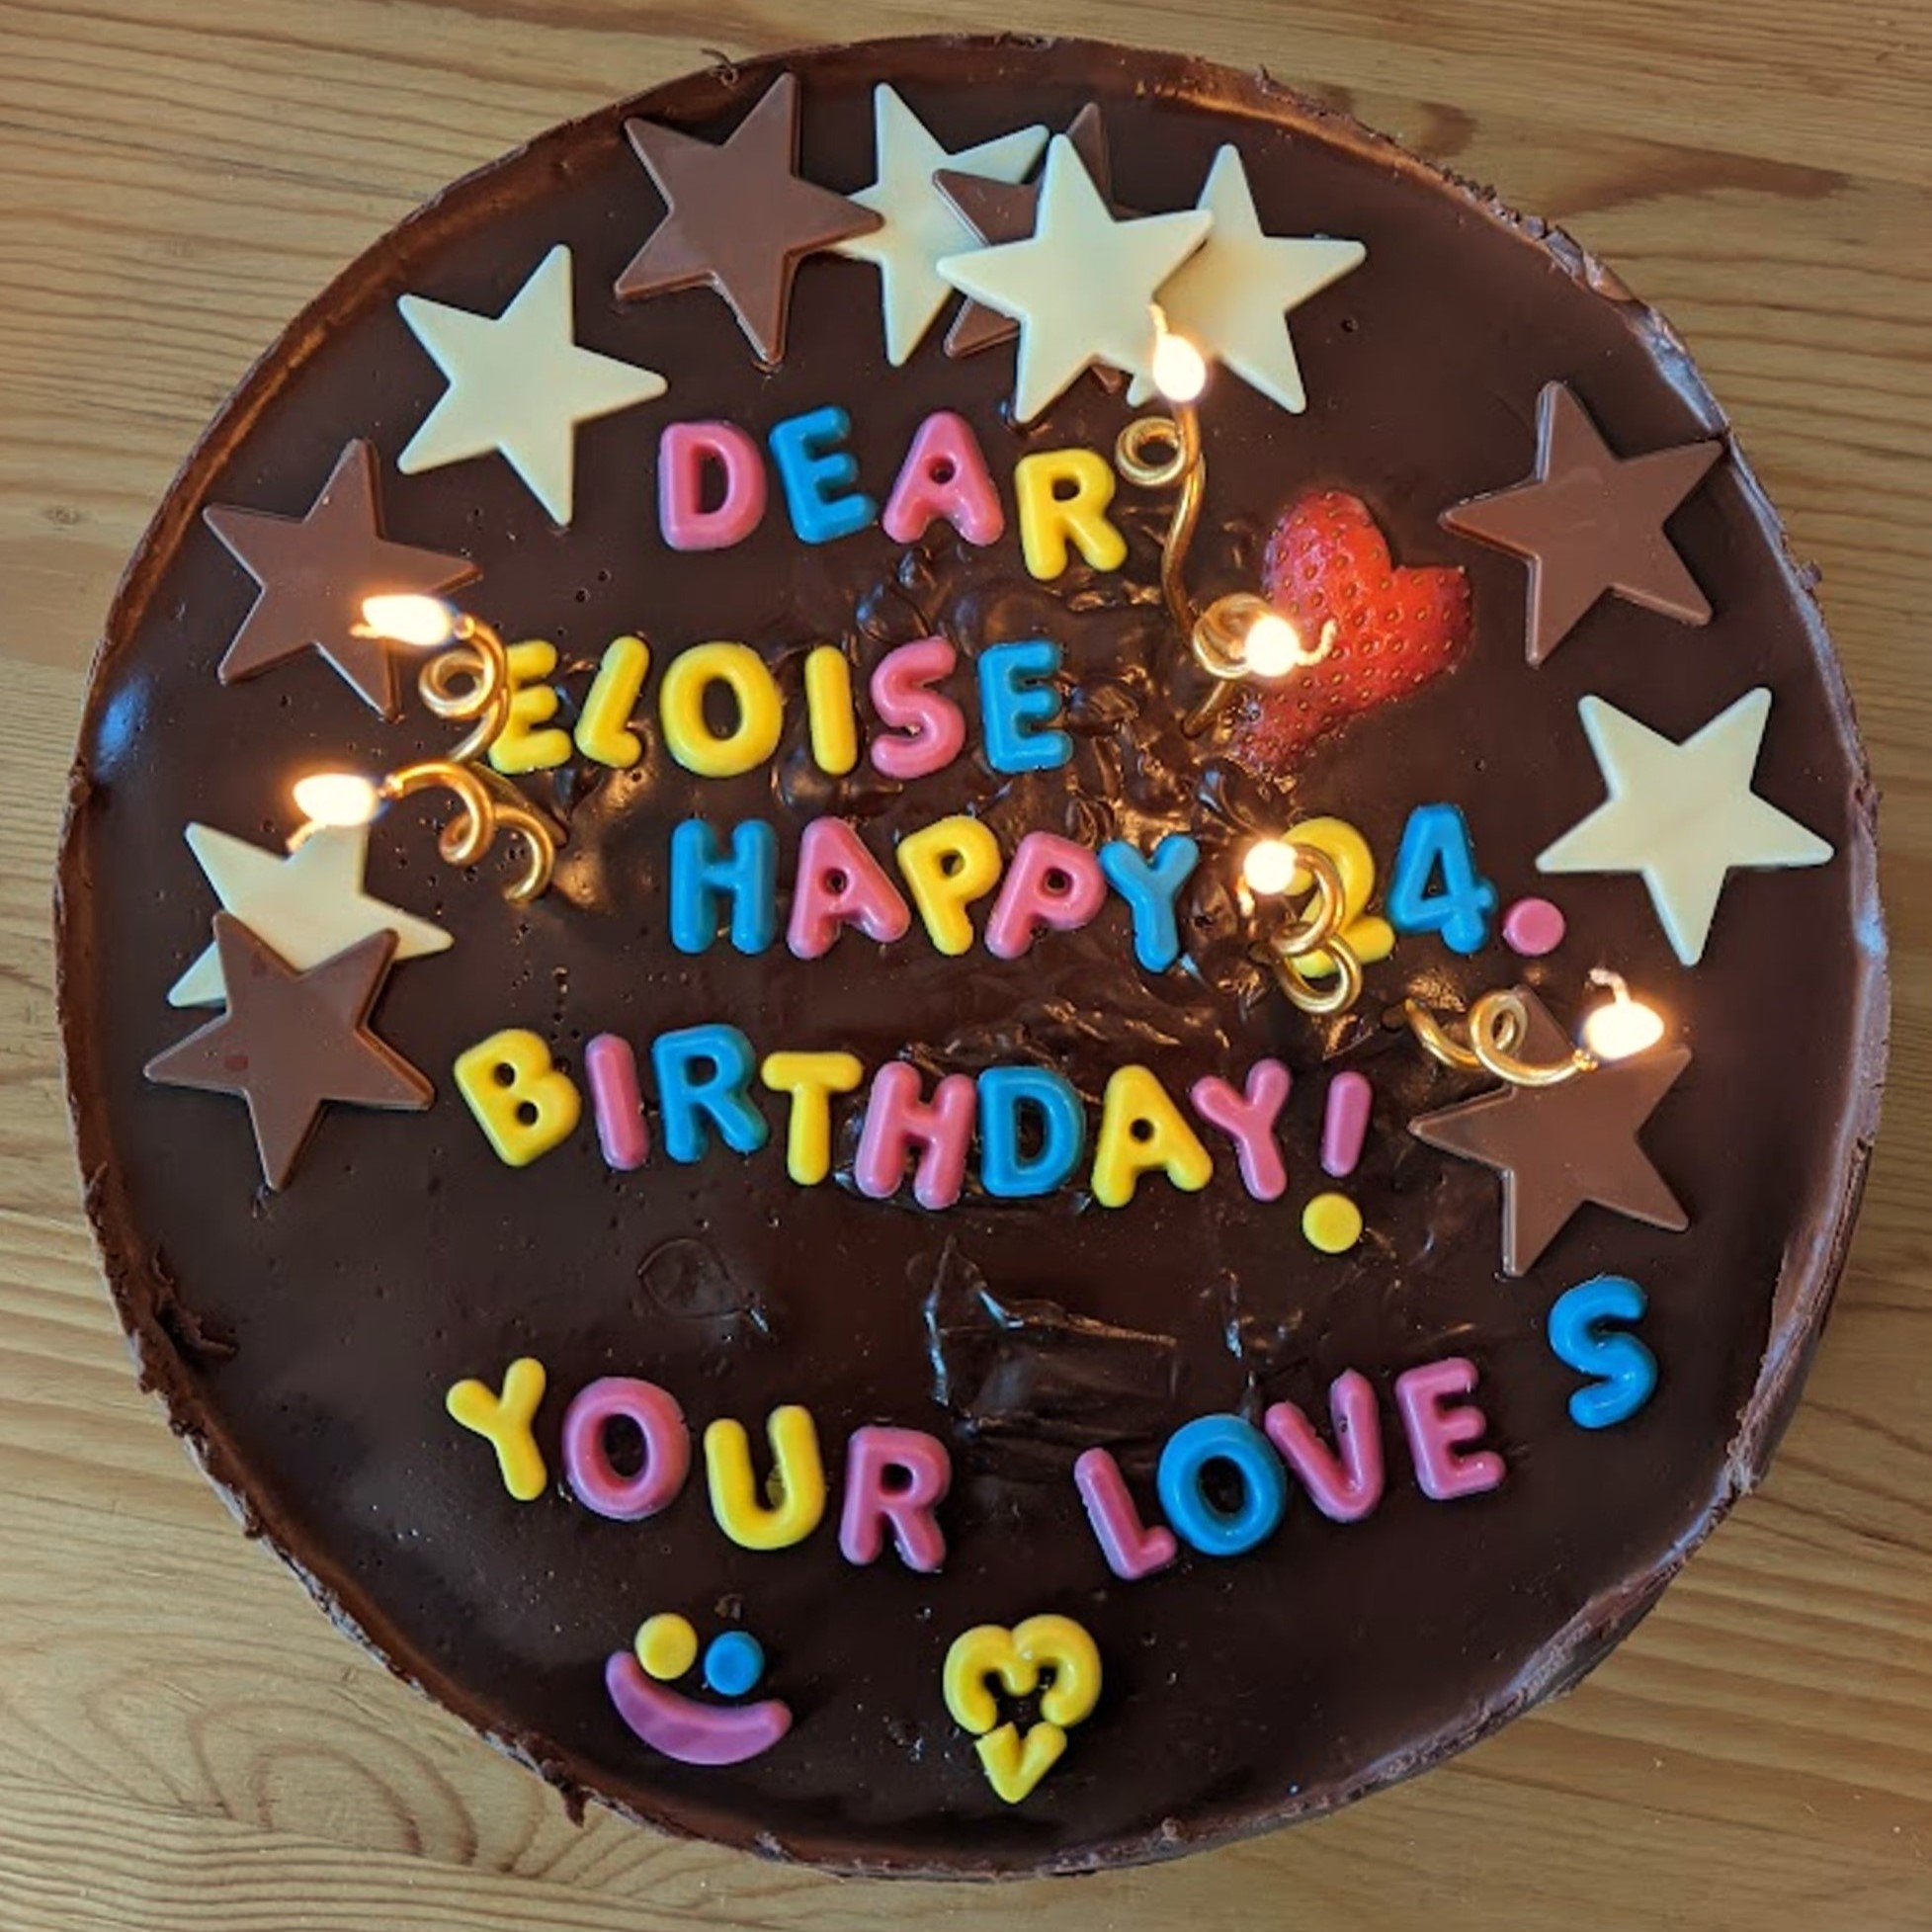 DEAR
ELOISE
HAPPY 24.
BIRTHDAY!
YOUR LOVE S